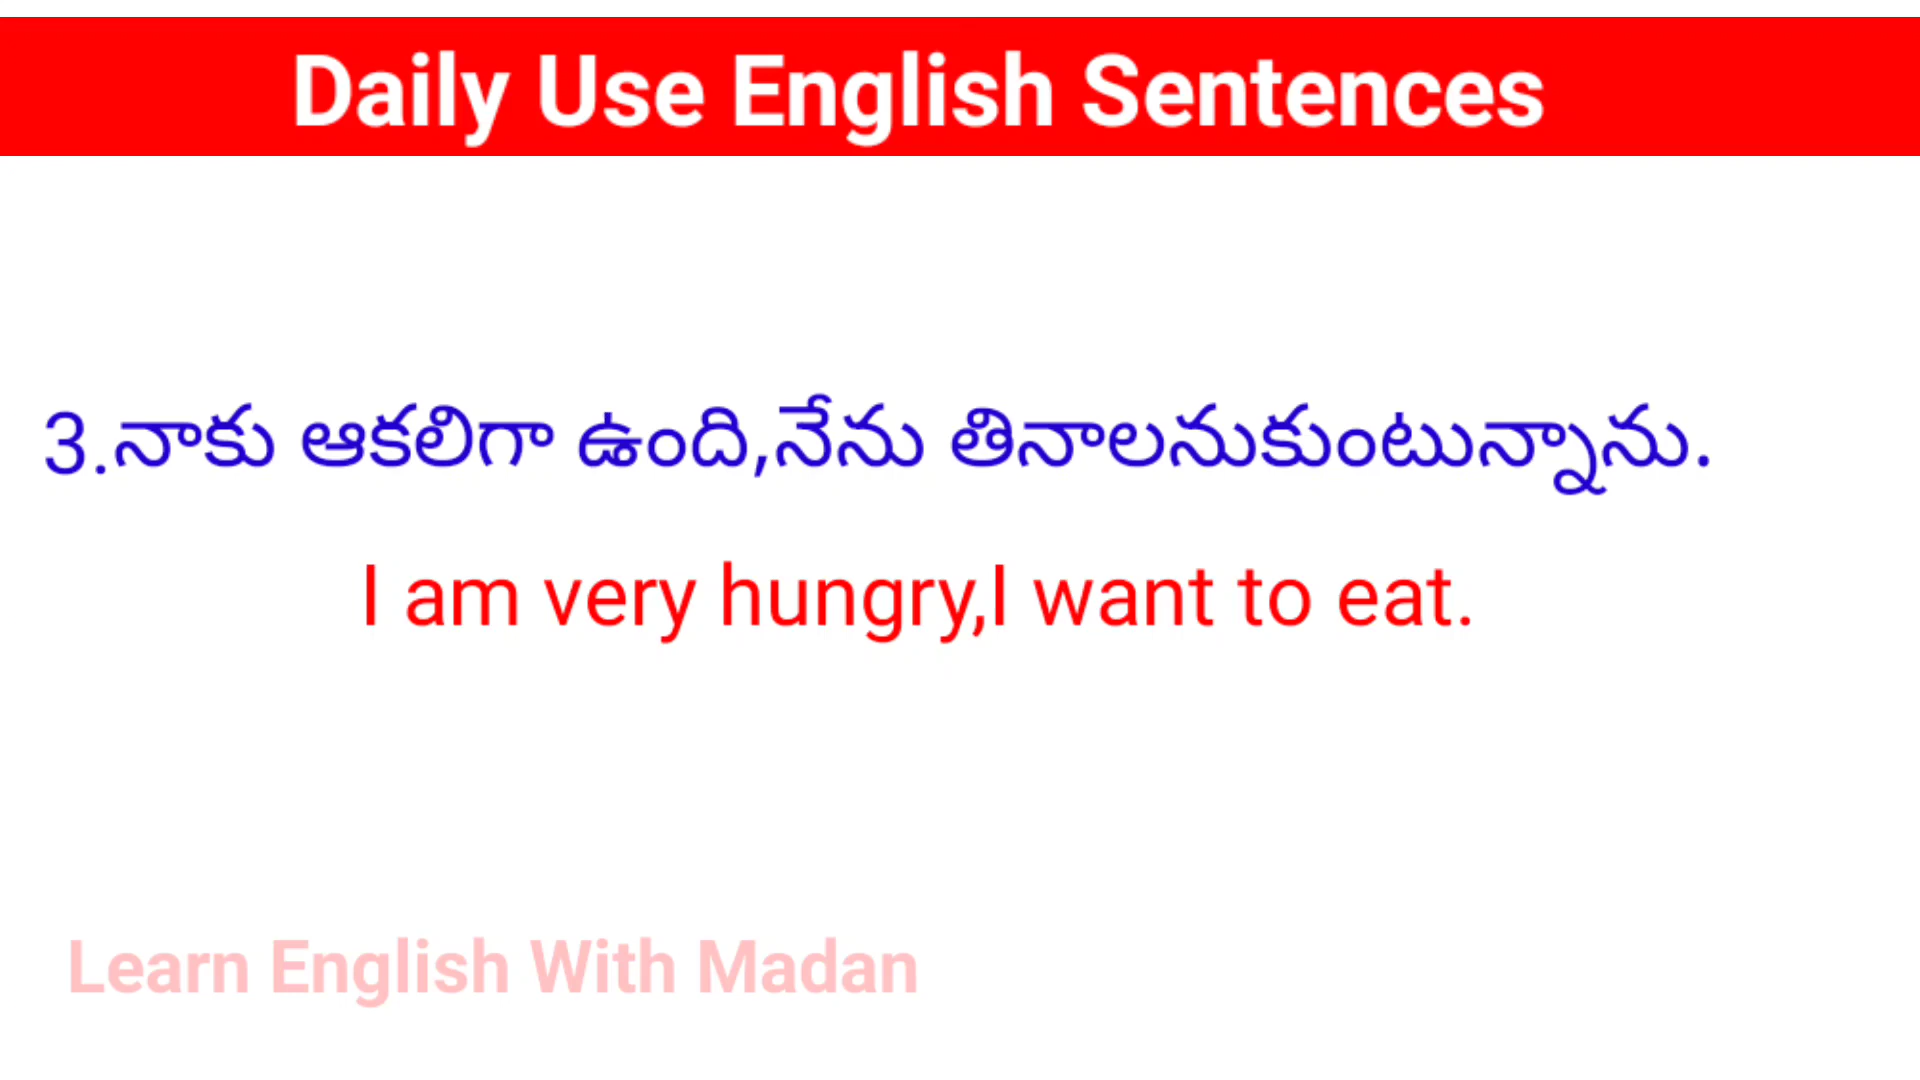 Daily Use English Sentences
3.నాకు ఆకలిగా ఉంది,నేను తినాలనుకుంటున్నాను.
I am very hungry,I want to eat.
Learn English With Madan